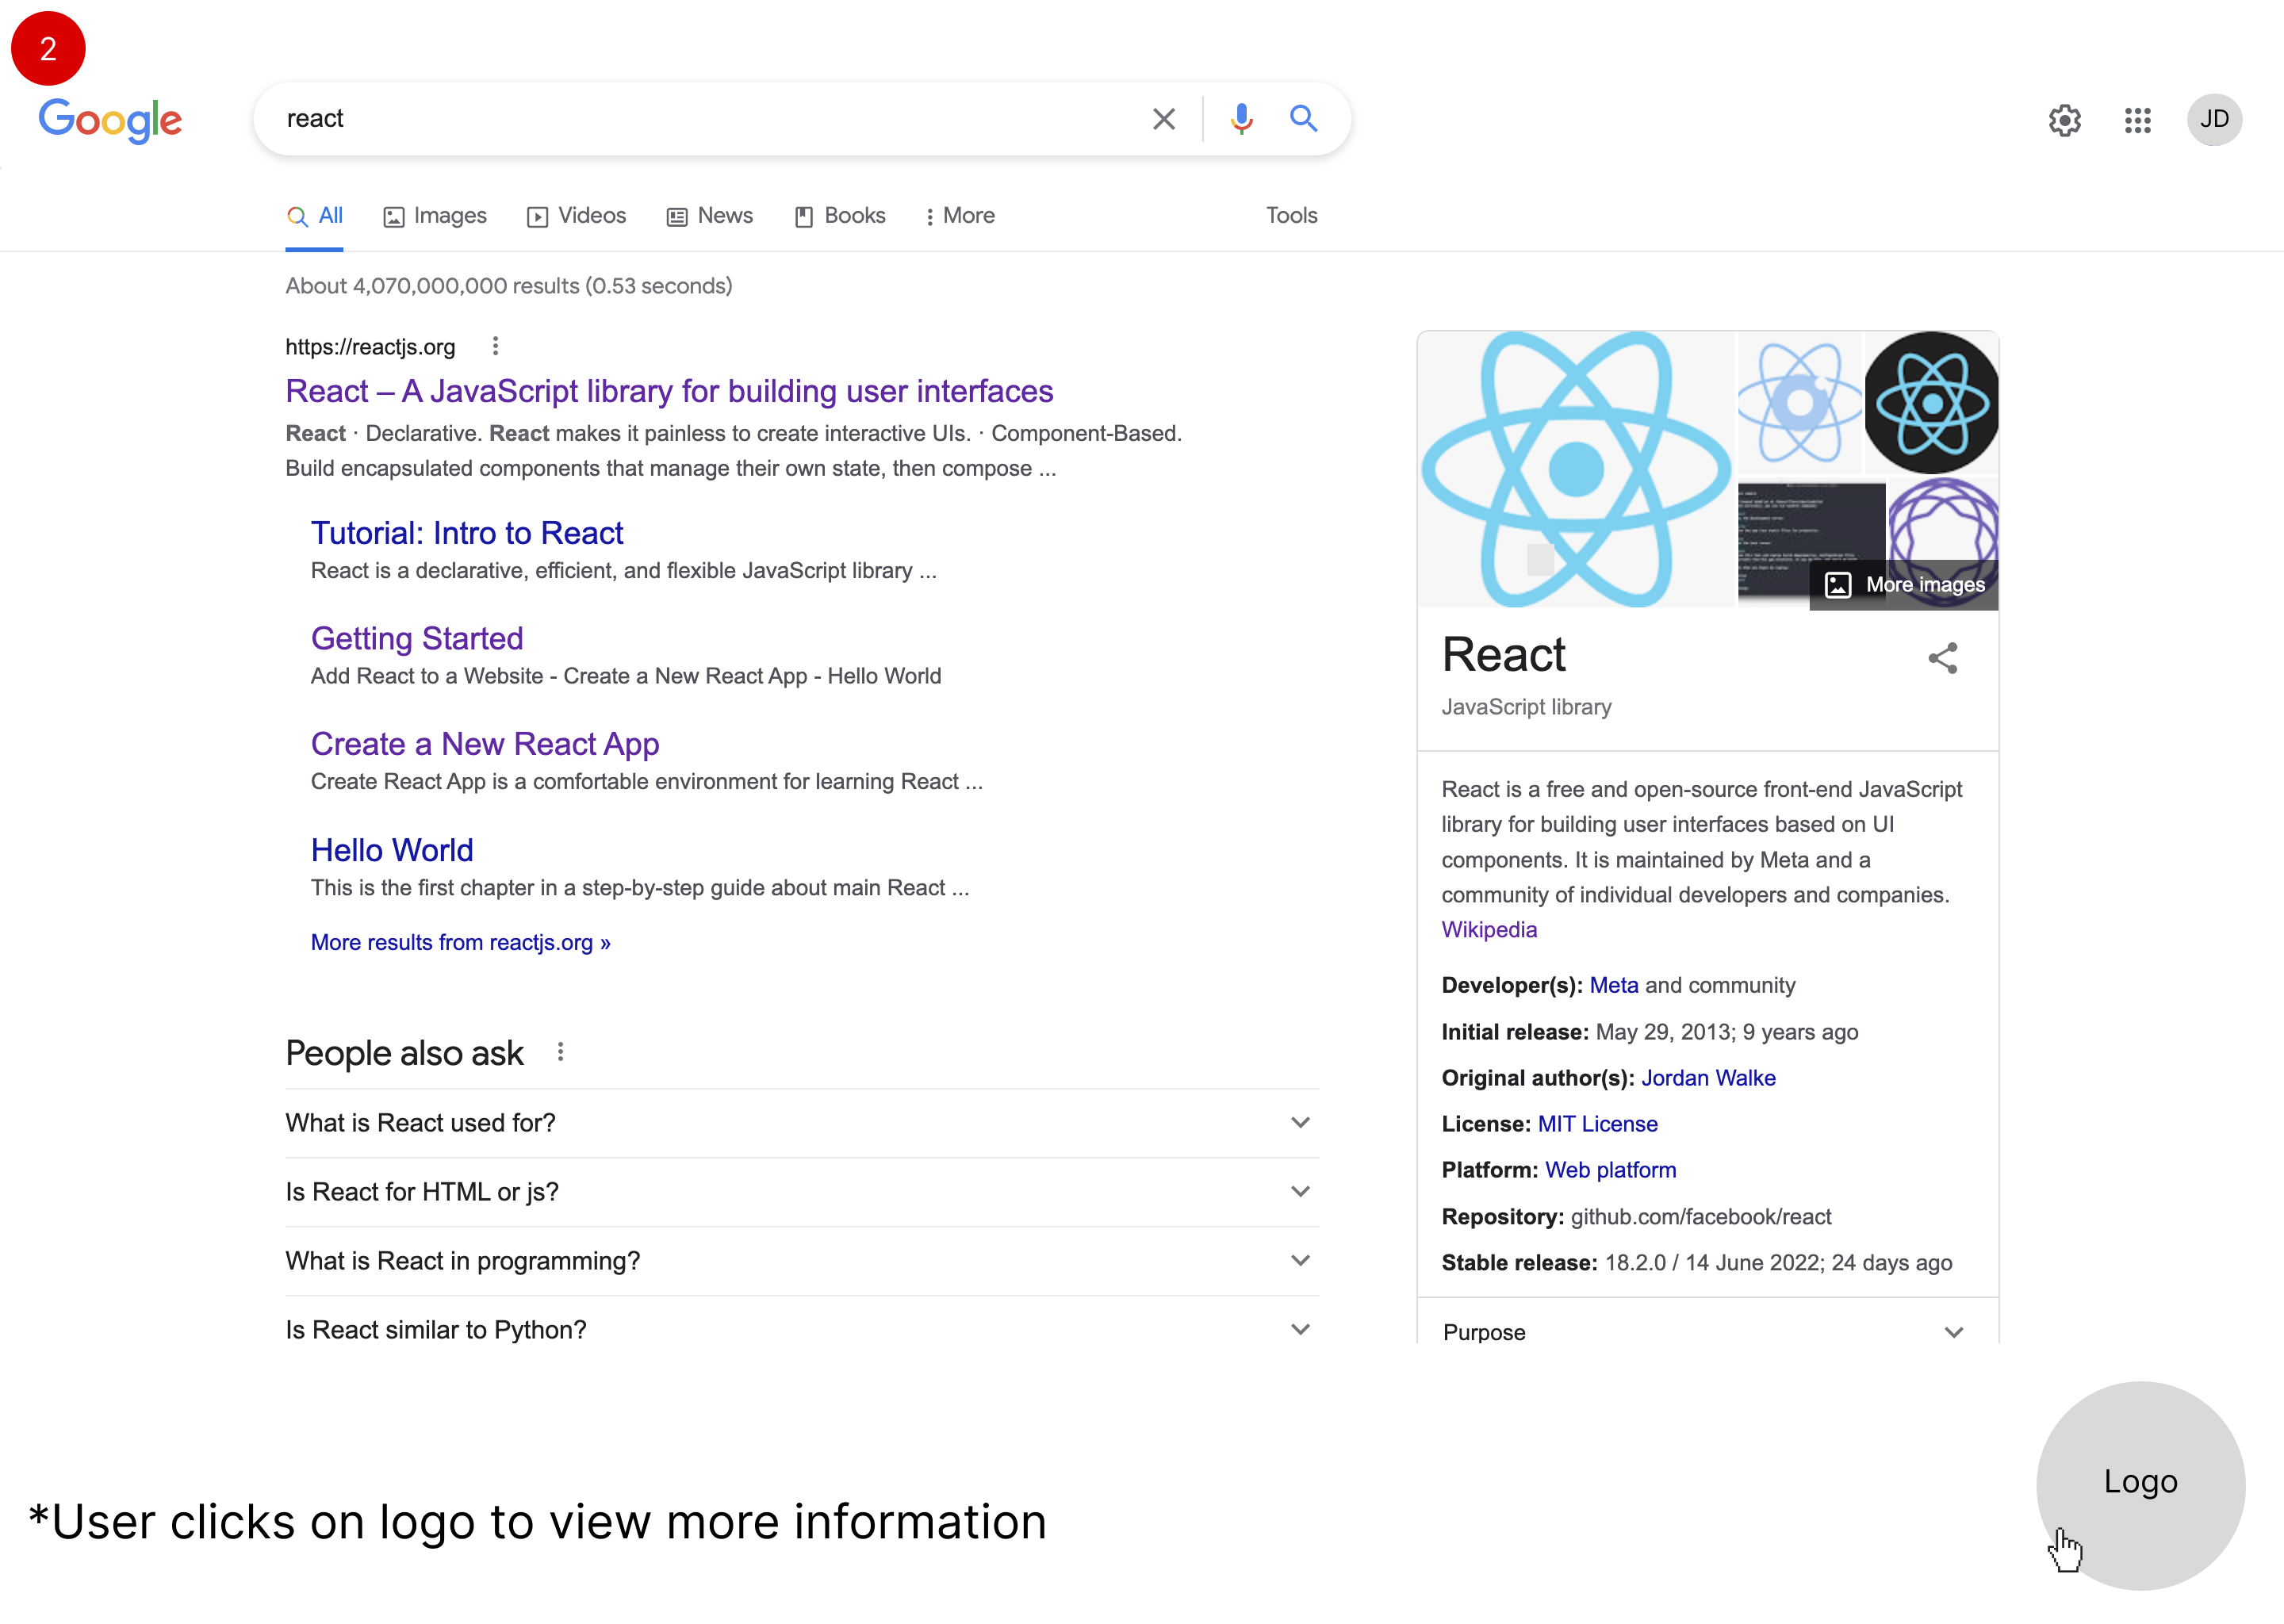 2
Google
react
JD
All
Images
Videos
News
Books
More
Tools
About 4,070,000,000 results (0.53 seconds)
https://reactjs.org
React – A JavaScript library for building user interfaces
React · Declarative. React makes it painless to create interactive UIs. · Component-Based.
Build encapsulated components that manage their own state, then compose ...
Tutorial: Intro to React
React is a declarative, efficient, and flexible JavaScript library ...
Getting Started
Add React to a Website - Create a New React App - Hello World
Create a New React App
Create React App is a comfortable environment for learning React ...
Hello World
This is the first chapter in a step-by-step guide about main React ...
More results from reactjs.org »
People also ask
What is React used for?
Is React for HTML or js?
What is React in programming?
Is React similar to Python?
More images
React
JavaScript library
React is a free and open-source front-end JavaScript
library for building user interfaces based on UI
components. It is maintained by Meta and a
community of individual developers and companies.
Wikipedia
Developer(s): Meta and community
Initial release: May 29, 2013; 9 years ago
Original author(s): Jordan Walke
License: MIT License
Platform: Web platform
Repository: github.com/facebook/react
Stable release: 18.2.0 / 14 June 2022; 24 days ago
Purpose
Logo
*User clicks on logo to view more information